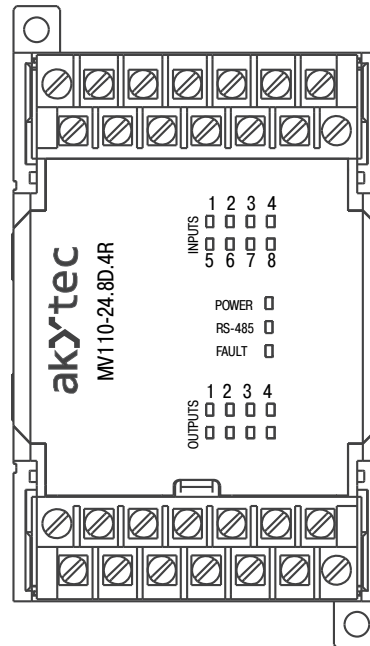 akytec
MV110-24.8D.4R
INPUTS
1 2 3 4
5 6 7 8
POWER
RS-485
FAULT
OUTPUTS
1 2 3 4